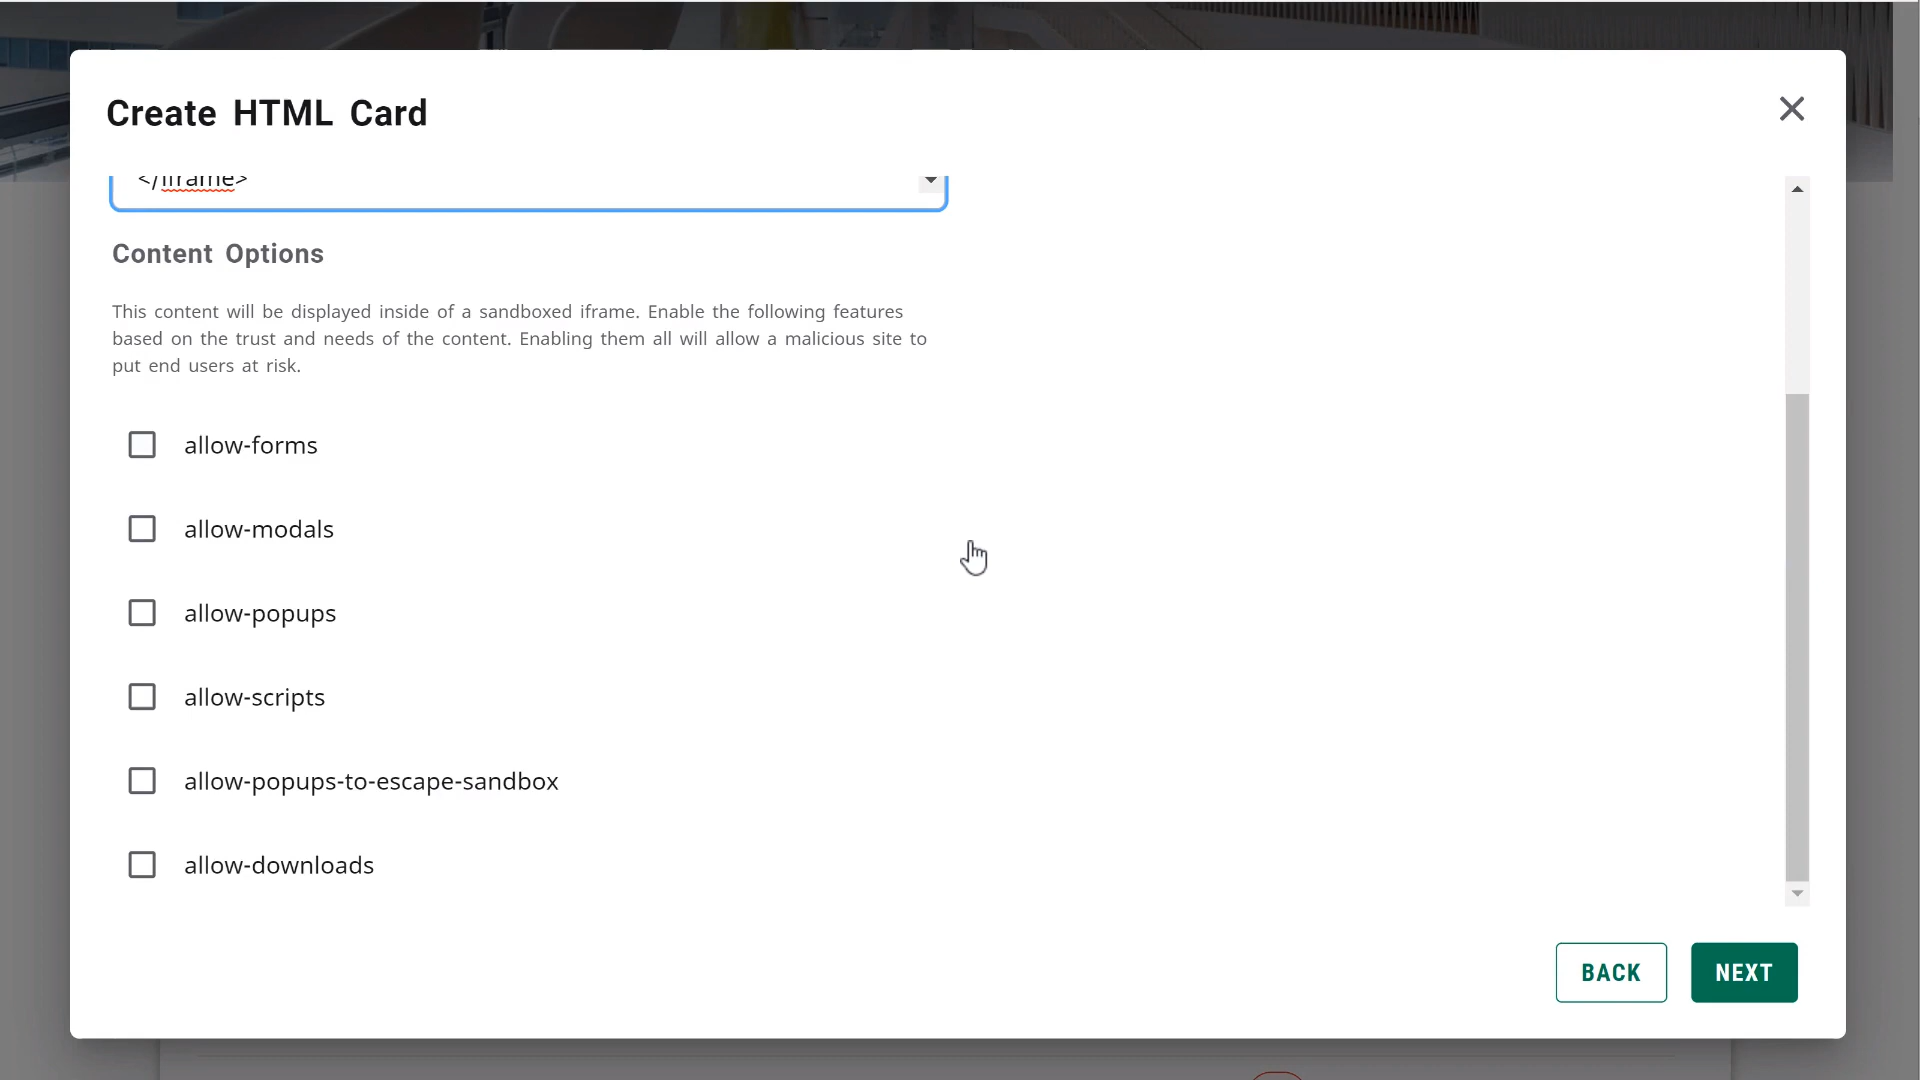 Create HTML Card
</iframe>
Content Options
This content will be displayed inside of a sandboxed iframe. Enable the following features
based on the trust and needs of the content. Enabling them all will allow a malicious site to
put end users at risk.
allow-forms
allow-modals
allow-popups
allow-scripts
allow-popups-to-escape-sandbox
allow-downloads
BACK
NEXT